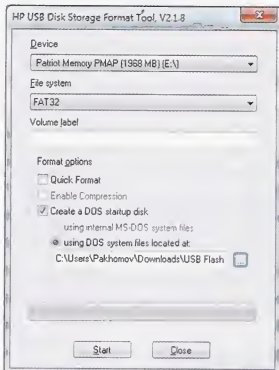 HP USB Disk Storage Format Tool, V2.1.8
Device
Patriot Memory PMAP (1968 MB) (E:\)
File system
FAT32
Volume label
Format options
Quick Format
Enable Compression
Create a DOS startup disk
using internal MS-DOS system files
using DOS system files located at:
C:\Users\Pakhomov\Downloads\USB Flash ...
Start Close